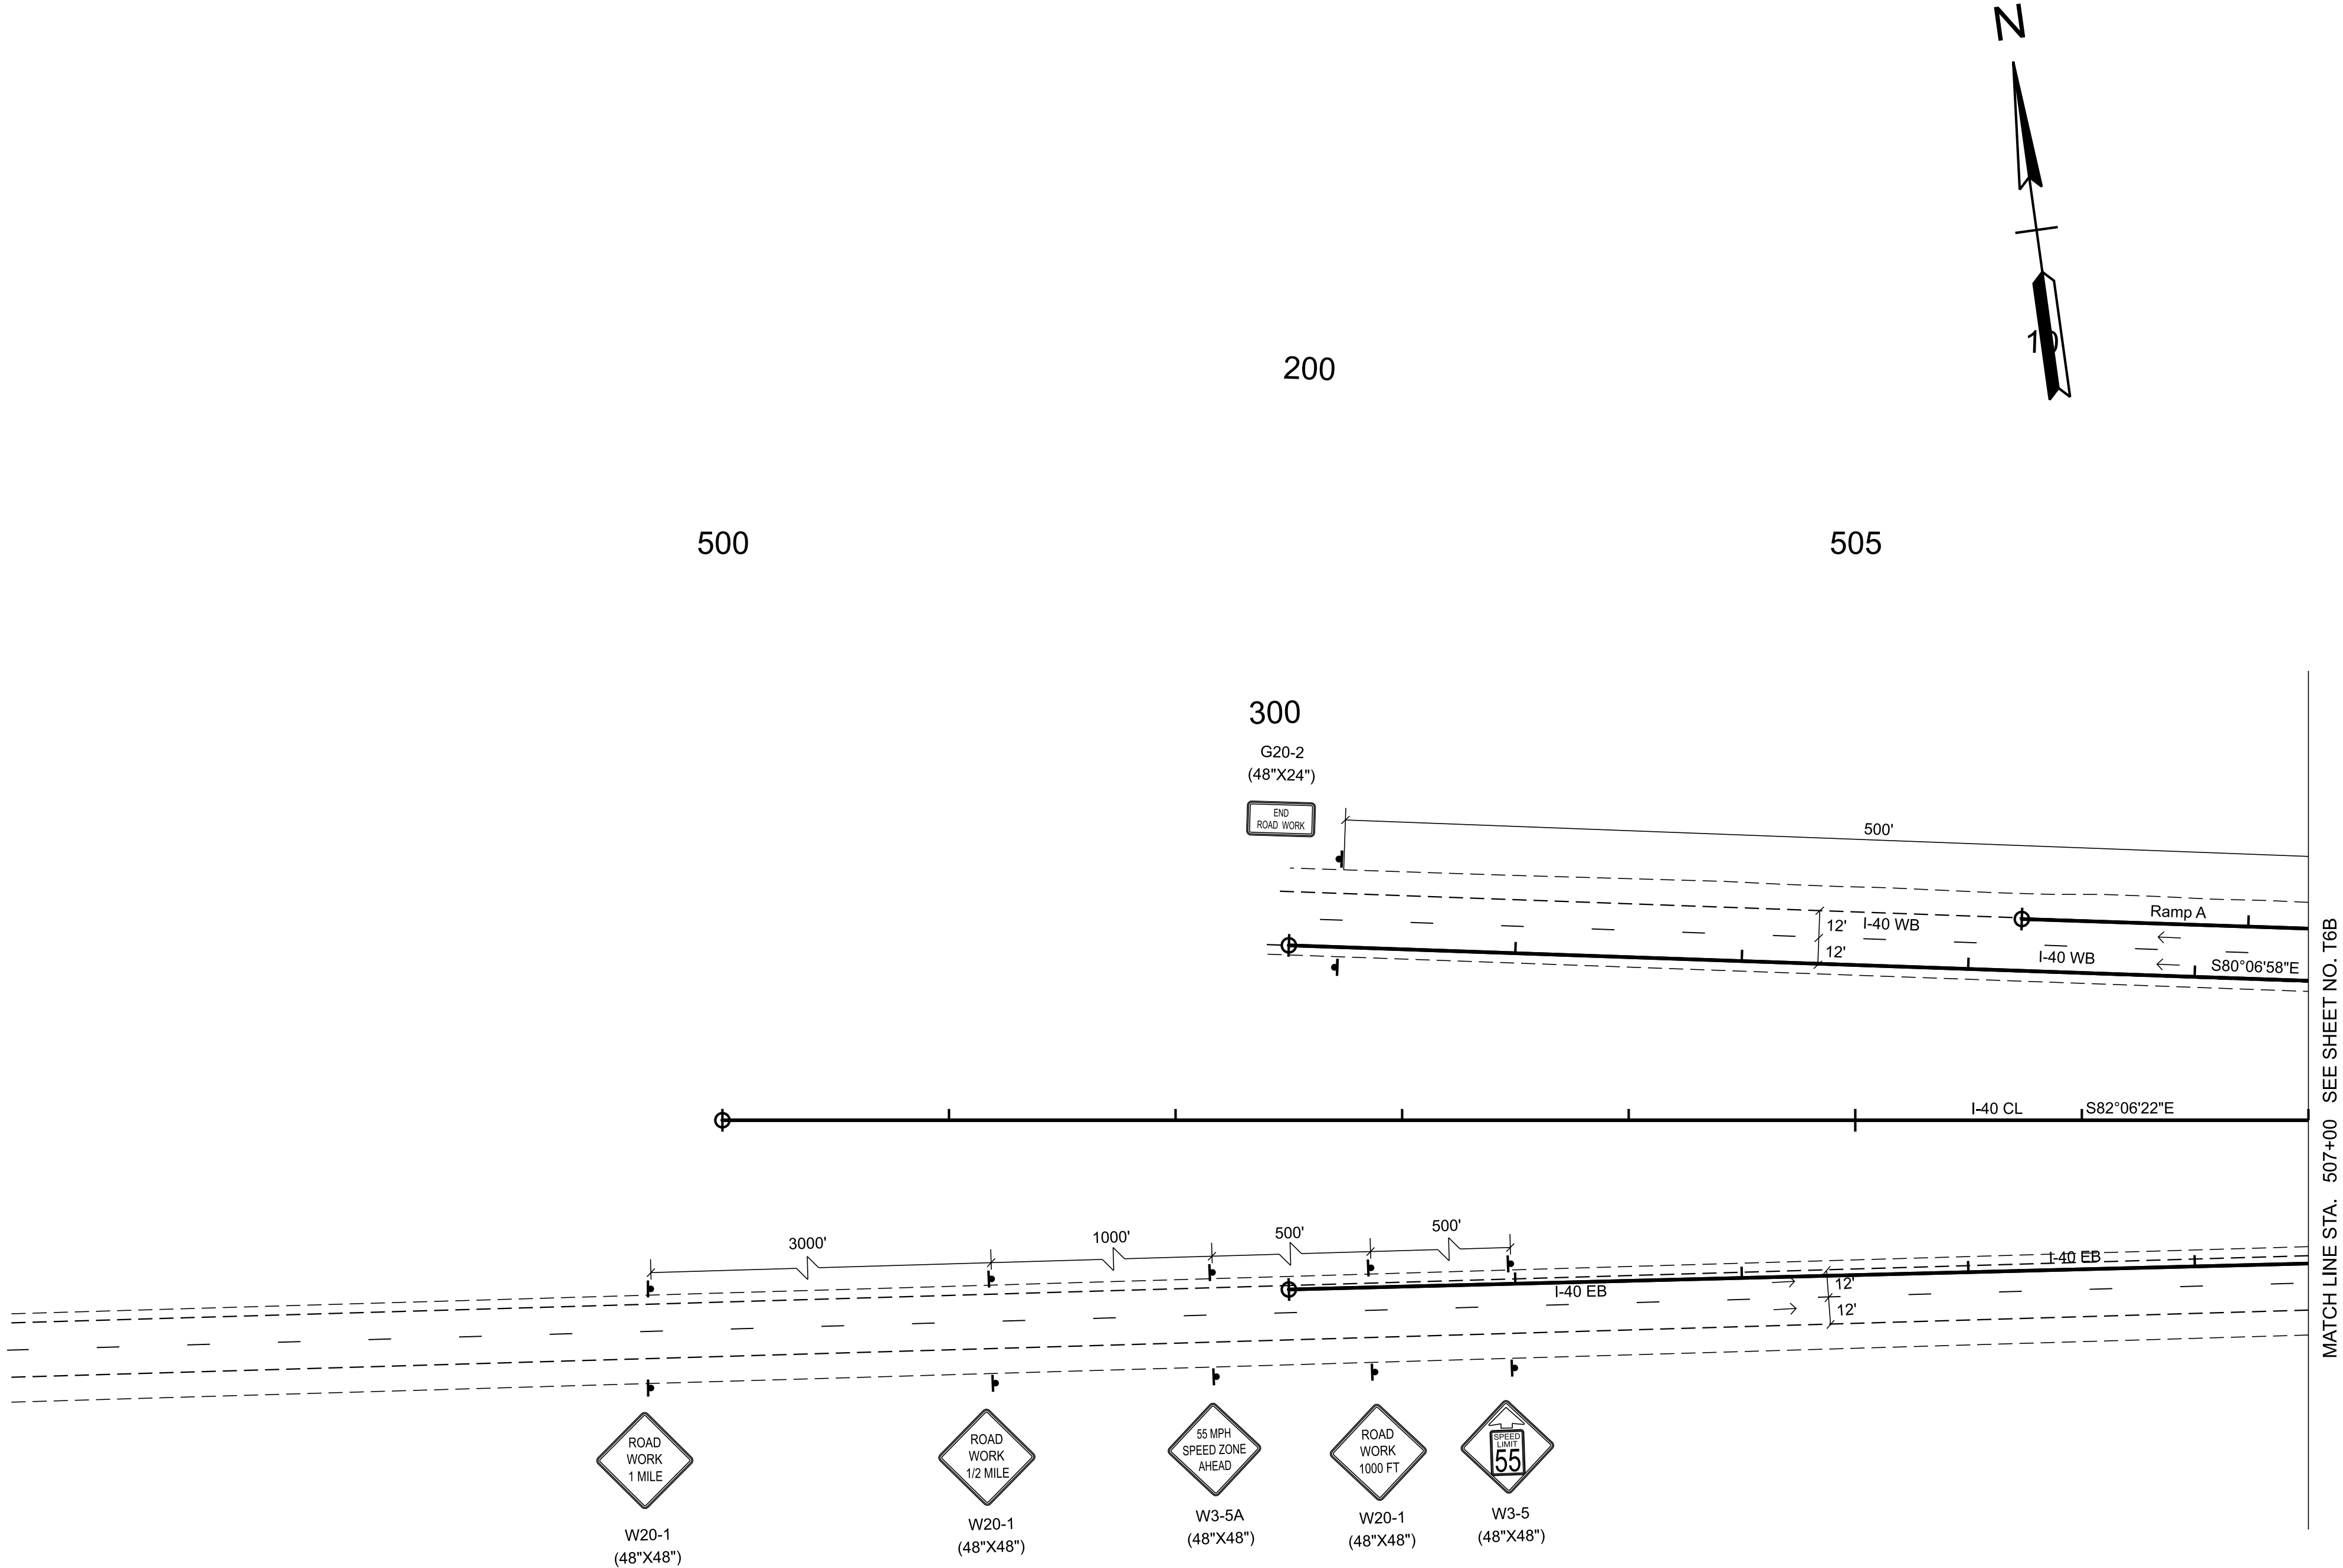 N
10
200
500
505
300
G20-2
(48"X24")
END
ROAD WORK
500'
12'
I-40 WB
12'
Ramp A
I-40 WB
S80°06'58"E
I-40 CL
S82°06'22"E
MATCH LINE STA. 507+00 SEE SHEET NO. T6B
3000'
1000'
500'
500'
I-40 EB
I-40 EB
12'
12'
ROAD
WORK
1 MILE
W20-1
(48"X48")
ROAD
WORK
1/2 MILE
W20-1
(48"X48")
55 MPH
SPEED ZONE
AHEAD
W3-5A
(48"X48")
ROAD
WORK
1000 FT
W20-1
(48"X48")
SPEED
LIMIT
55
W3-5
(48"X48")